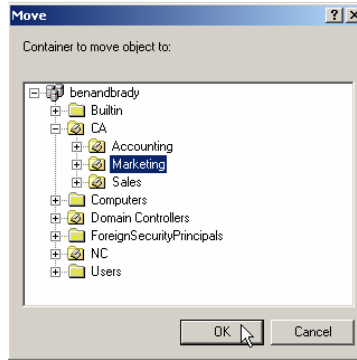 Move
Container to move object to:
benandbrady
Builtin
CA
Accounting
Marketing
Sales
Computers
Domain Controllers
ForeignSecurityPrincipals
NC
Users
OK
Cancel